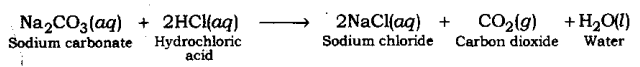 Na₂CO₃(aq) + 2HCl(aq) ⟶ 2NaCl(aq) + CO₂(g) + H₂O(l)
Sodium carbonate Hydrochloric acid Sodium chloride Carbon dioxide Water